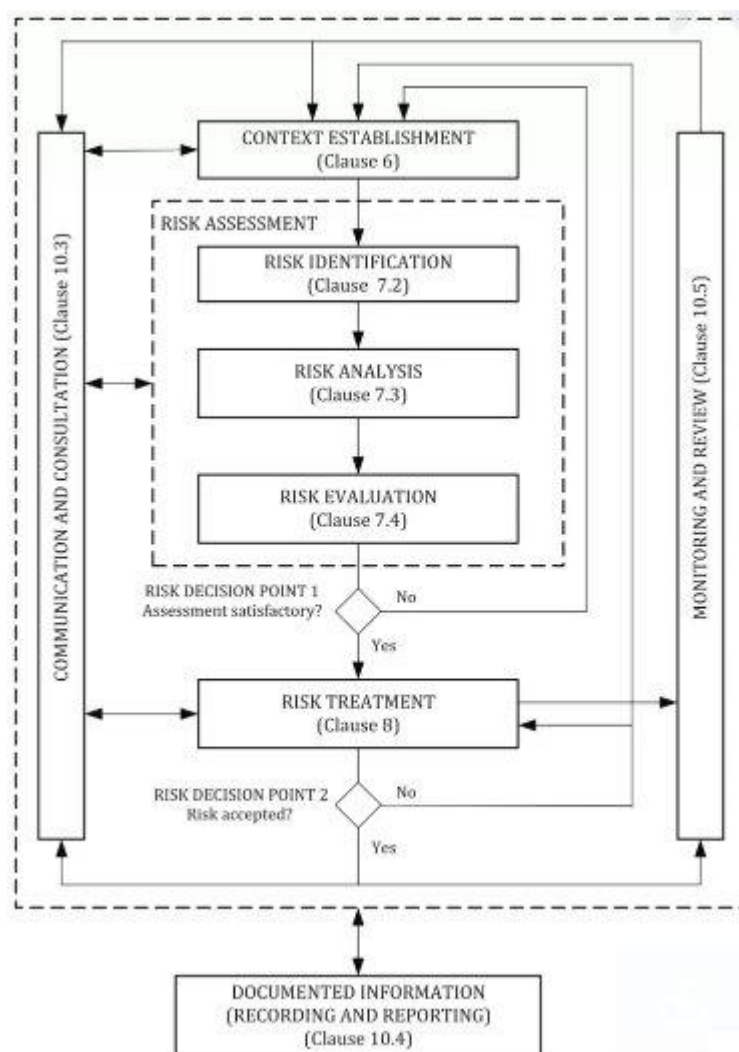 CONTEXT ESTABLISHMENT
(Clause 6)
RISK ASSESSMENT
RISK IDENTIFICATION
(Clause 7.2)
RISK ANALYSIS
(Clause 7.3)
RISK EVALUATION
(Clause 7.4)
COMMUNICATION AND CONSULTATION (Clause 10.3)
MONITORING AND REVIEW (Clause 10.5)
RISK DECISION POINT 1
Assessment satisfactory?
No
Yes
RISK TREATMENT
(Clause 8)
RISK DECISION POINT 2
Risk accepted?
No
Yes
DOCUMENTED INFORMATION
(RECORDING AND REPORTING)
(Clause 10.4)